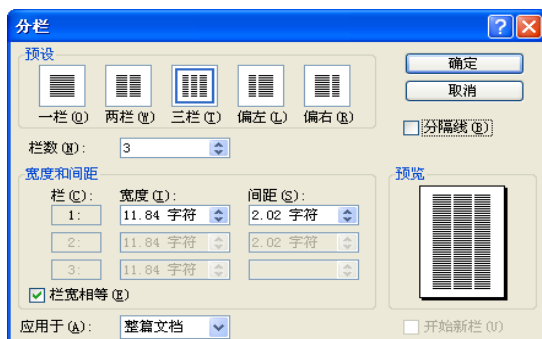 分栏
预设
一栏(O) 两栏(W) 三栏(T) 偏左(L) 偏右(R)
确定
取消
分隔线(B)
栏数(N): 3
宽度和间距
栏(C): 宽度(I): 间距(S):
1: 11.84 字符 2.02 字符
2: 11.84 字符 2.02 字符
3: 11.84 字符
栏宽相等(E)
预览
应用于(A): 整篇文档
开始新栏(U)